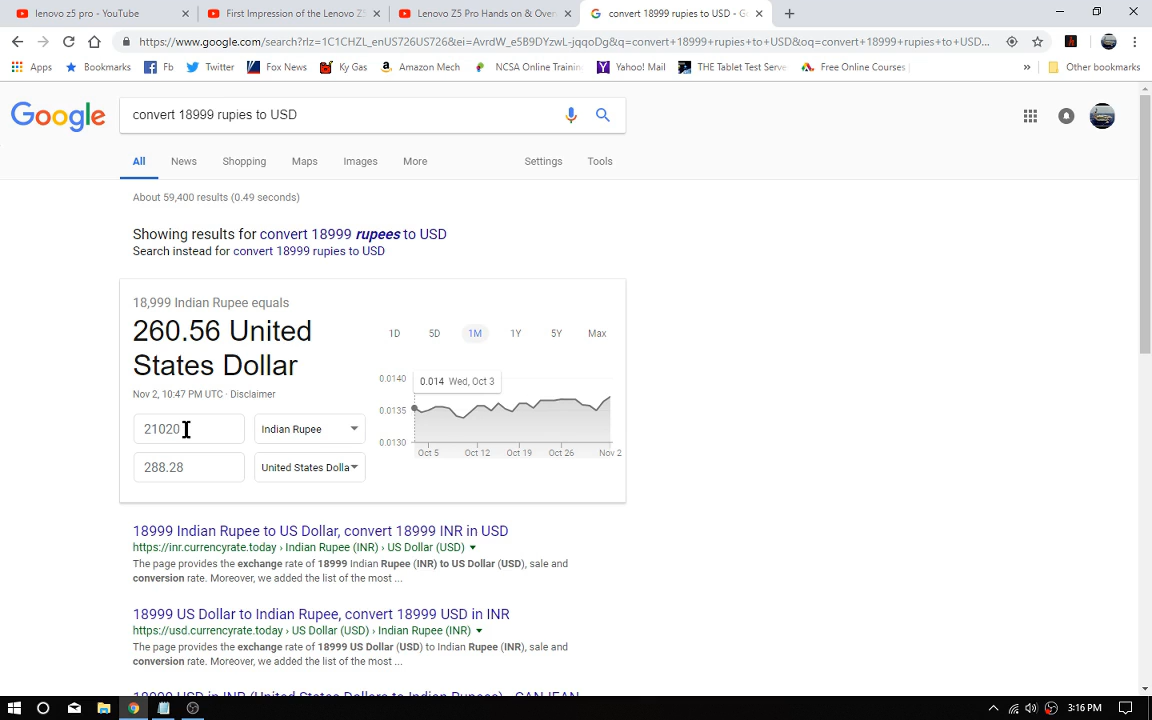 lenovo z5 pro - YouTube
First Impression of the Lenovo Z5
Lenovo Z5 Pro Hands on & Over
convert 18999 rupies to USD - Go
https://www.google.com/search?rlz=1C1CHZL_enUS726US726&ei=AvrdW_e5B9DYzwL-jqqoDg&q=convert+18999+rupies+to+USD&oq=convert+18999+rupies+to+USD...
Apps Bookmarks Fb Twitter Fox News Ky Gas Amazon Mech NCSA Online Trainin Yahoo! Mail THE Tablet Test Serve Free Online Courses | » Other bookmarks
Google
convert 18999 rupies to USD
All News Shopping Maps Images More Settings Tools
About 59,400 results (0.49 seconds)
Showing results for convert 18999 rupees to USD
Search instead for convert 18999 rupies to USD
18,999 Indian Rupee equals
260.56 United
States Dollar
Nov 2, 10:47 PM UTC · Disclaimer
21020 Indian Rupee
288.28 United States Dolla
1D 5D 1M 1Y 5Y Max
0.014 Wed, Oct 3
0.0140
0.0135
0.0130
Oct 5 Oct 12 Oct 19 Oct 26 Nov 2
18999 Indian Rupee to US Dollar, convert 18999 INR in USD
https://inr.currencyrate.today › Indian Rupee (INR) › US Dollar (USD)
The page provides the exchange rate of 18999 Indian Rupee (INR) to US Dollar (USD), sale and
conversion rate. Moreover, we added the list of the most ...
18999 US Dollar to Indian Rupee, convert 18999 USD in INR
https://usd.currencyrate.today › US Dollar (USD) › Indian Rupee (INR)
The page provides the exchange rate of 18999 US Dollar (USD) to Indian Rupee (INR), sale and
conversion rate. Moreover, we added the list of the most ...
18999 USD in INR (United States Dollars to Indian Rupees) - CANJEAN
3:16 PM